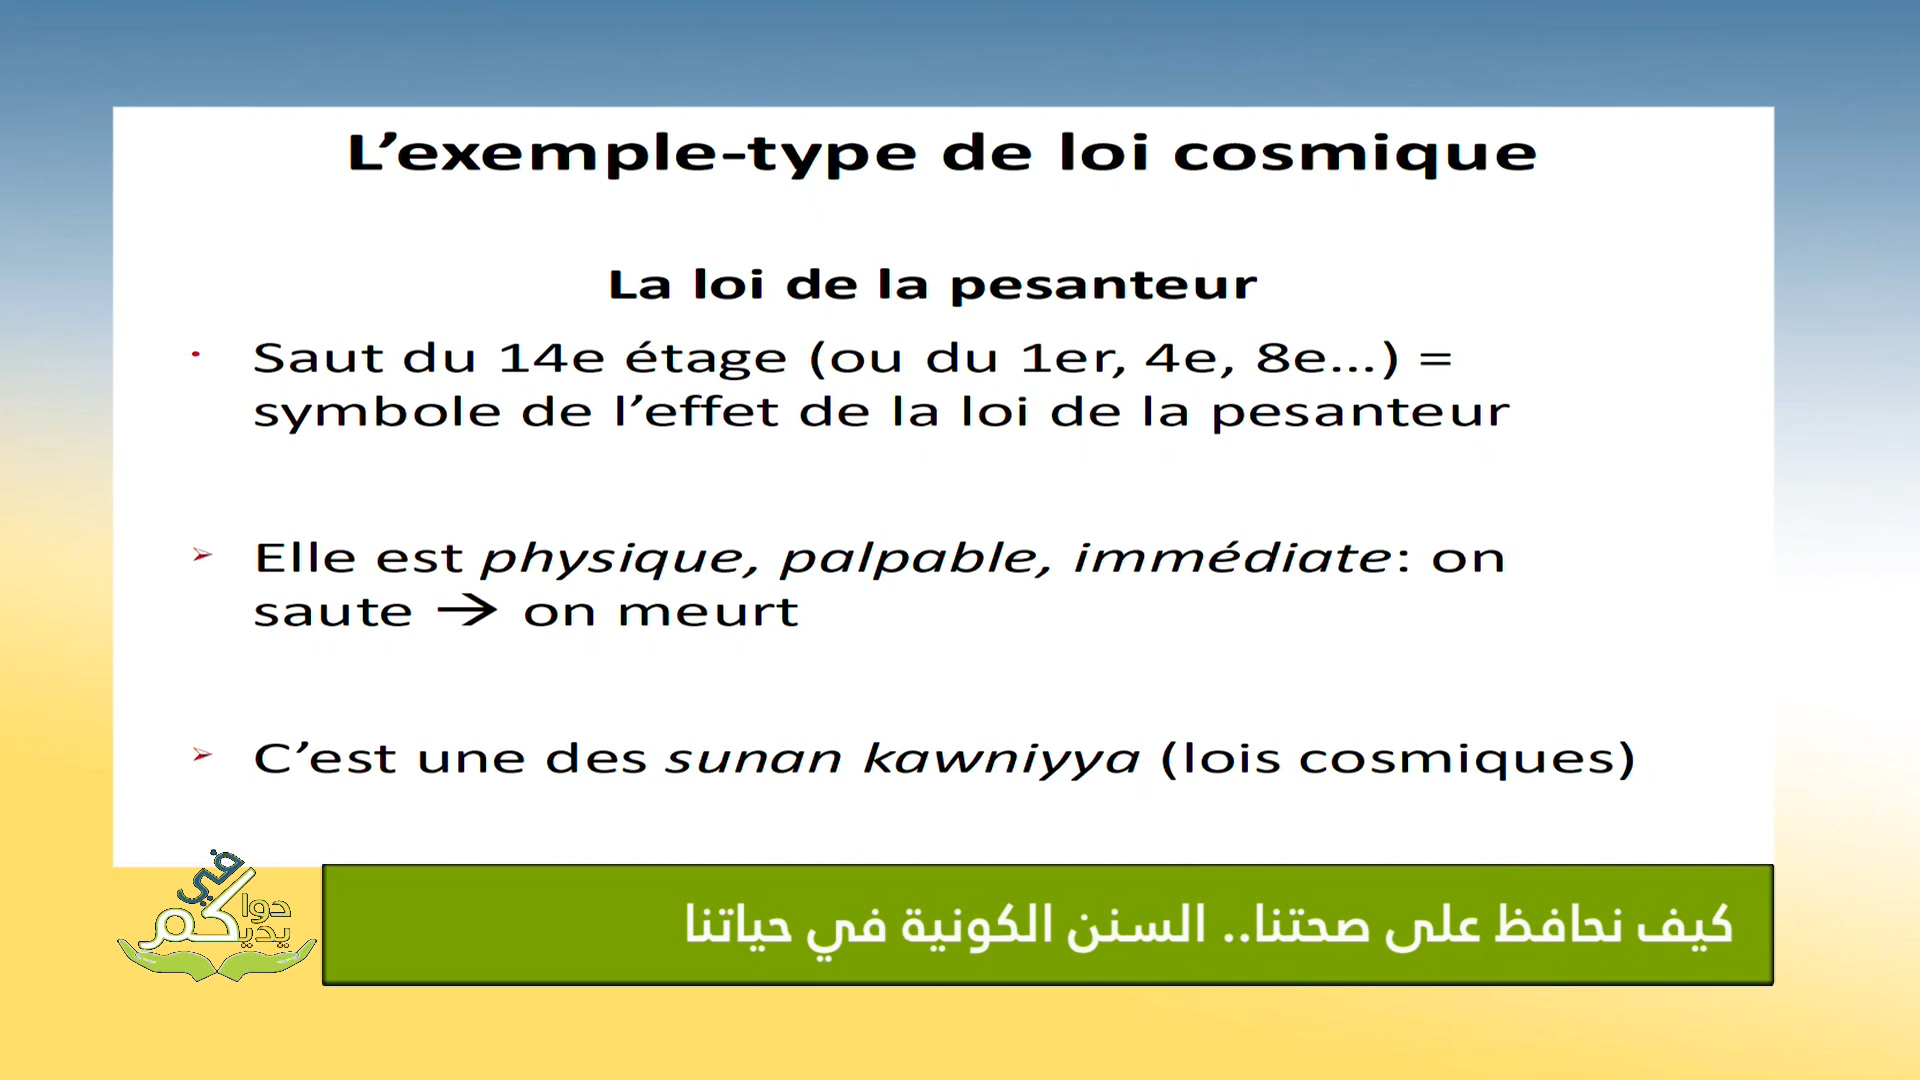 L’exemple-type de loi cosmique
La loi de la pesanteur
• Saut du 14e étage (ou du 1er, 4e, 8e...) =
symbole de l’effet de la loi de la pesanteur
➢ Elle est physique, palpable, immédiate: on
saute → on meurt
➢ C’est une des sunan kawniyya (lois cosmiques)
دواكم في يديكم
كيف نحافظ على صحتنا.. السنن الكونية في حياتنا